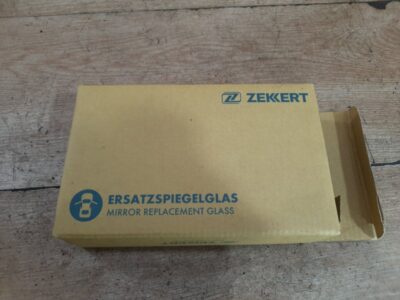 ZEKKERT
ERSATZSPIEGELGLAS
MIRROR REPLACEMENT GLASS